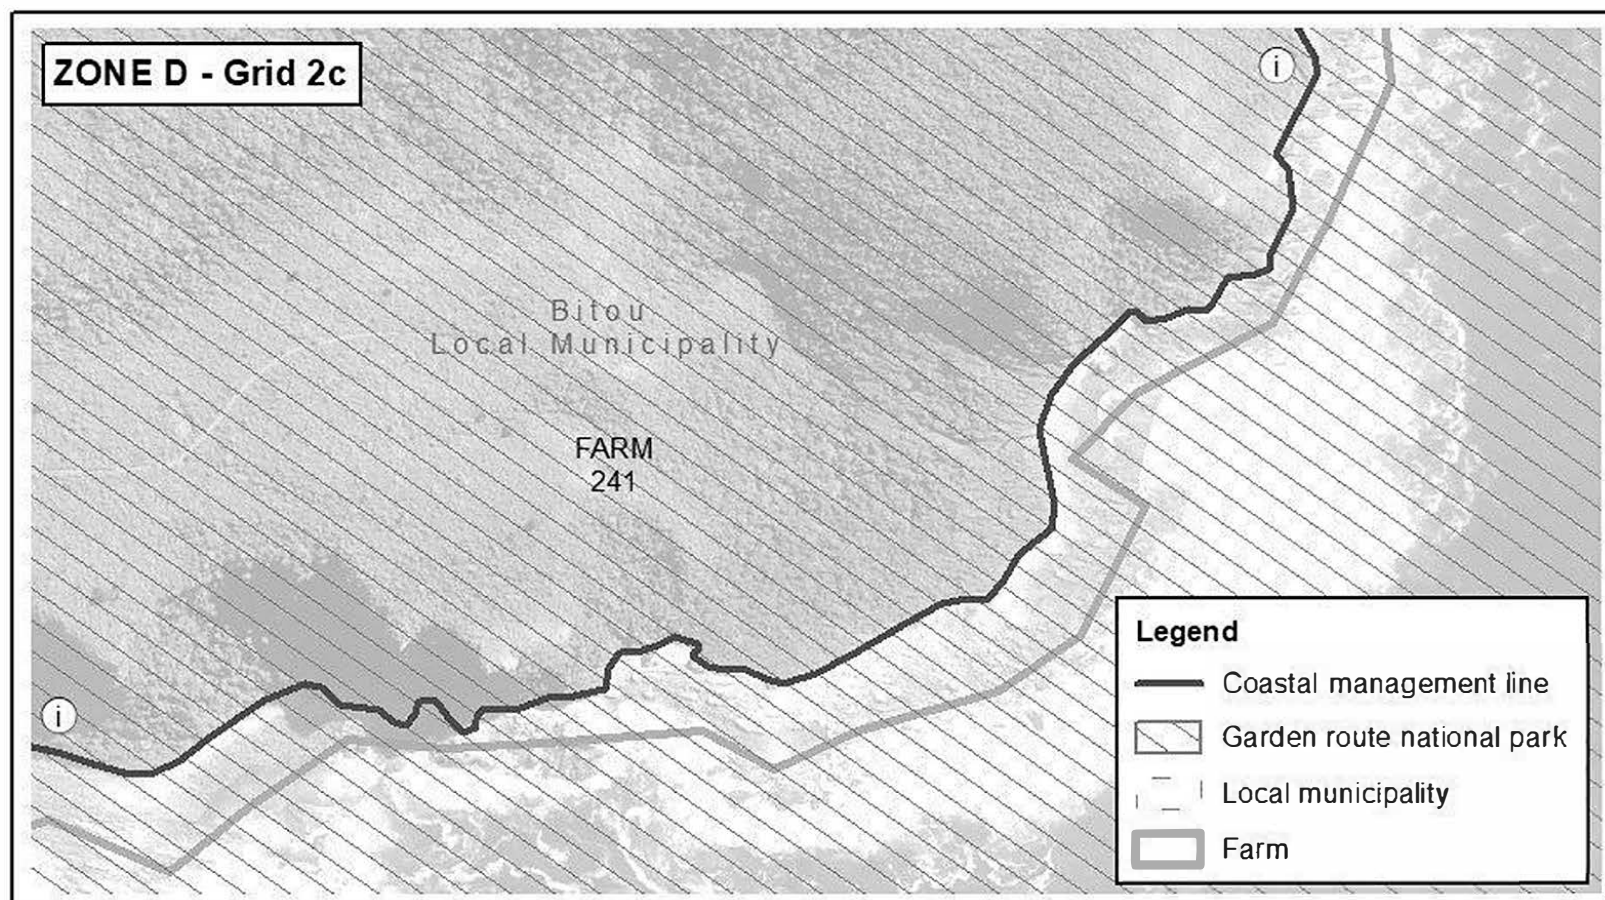 ZONE D - Grid 2c
i
Bitou
Local Municipality
FARM
241
i
Legend
Coastal management line
Garden route national park
Local municipality
Farm